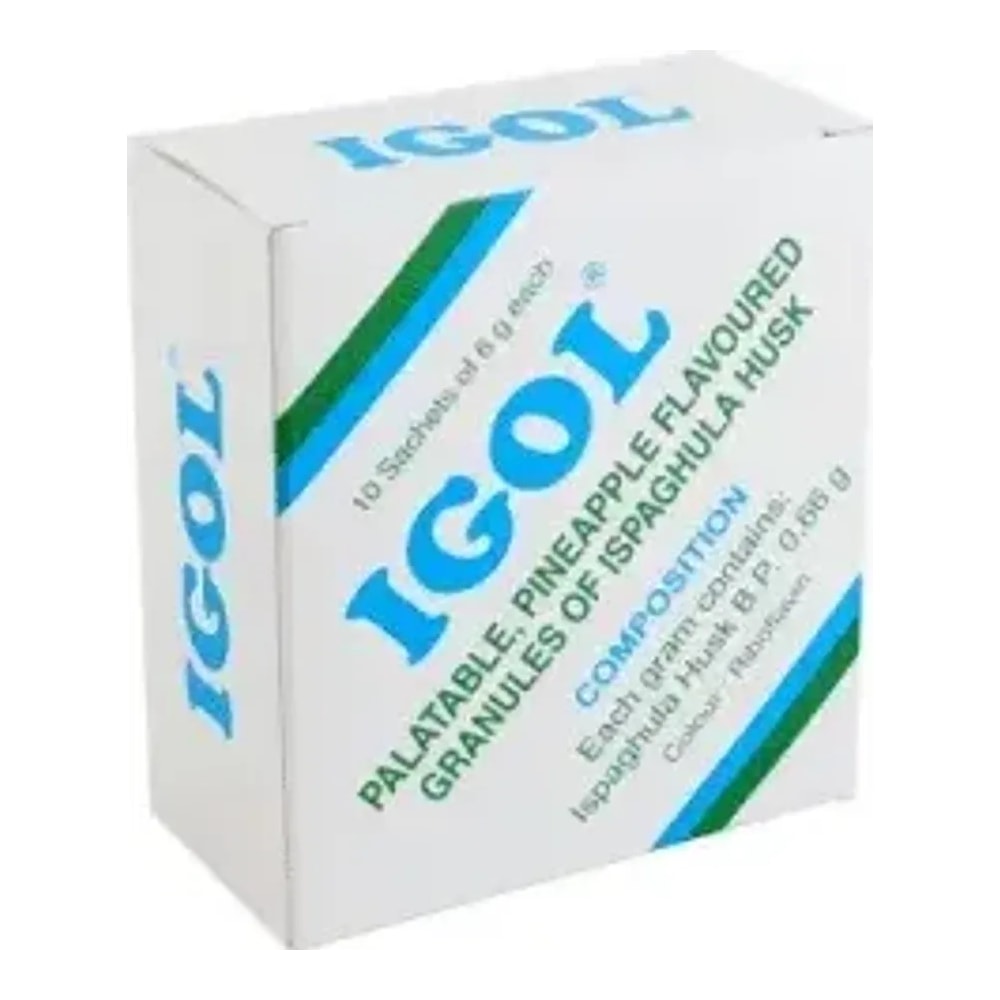 IGOL
IGOL
10 Sachets of 6 g each
IGOL®
PALATABLE, PINEAPPLE FLAVOURED
GRANULES OF ISPAGHULA HUSK
COMPOSITION
Each gram contains:
Ispaghula Husk B.P. 0.66 g
Colour: Riboflavin